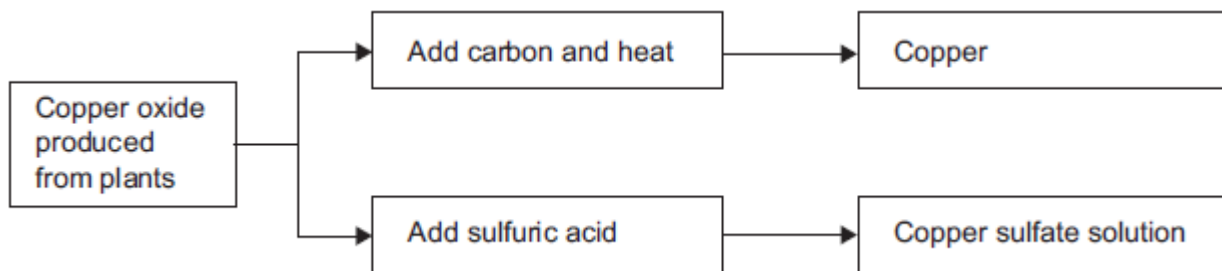 Copper oxide
produced
from plants
Add carbon and heat
Copper
Add sulfuric acid
Copper sulfate solution